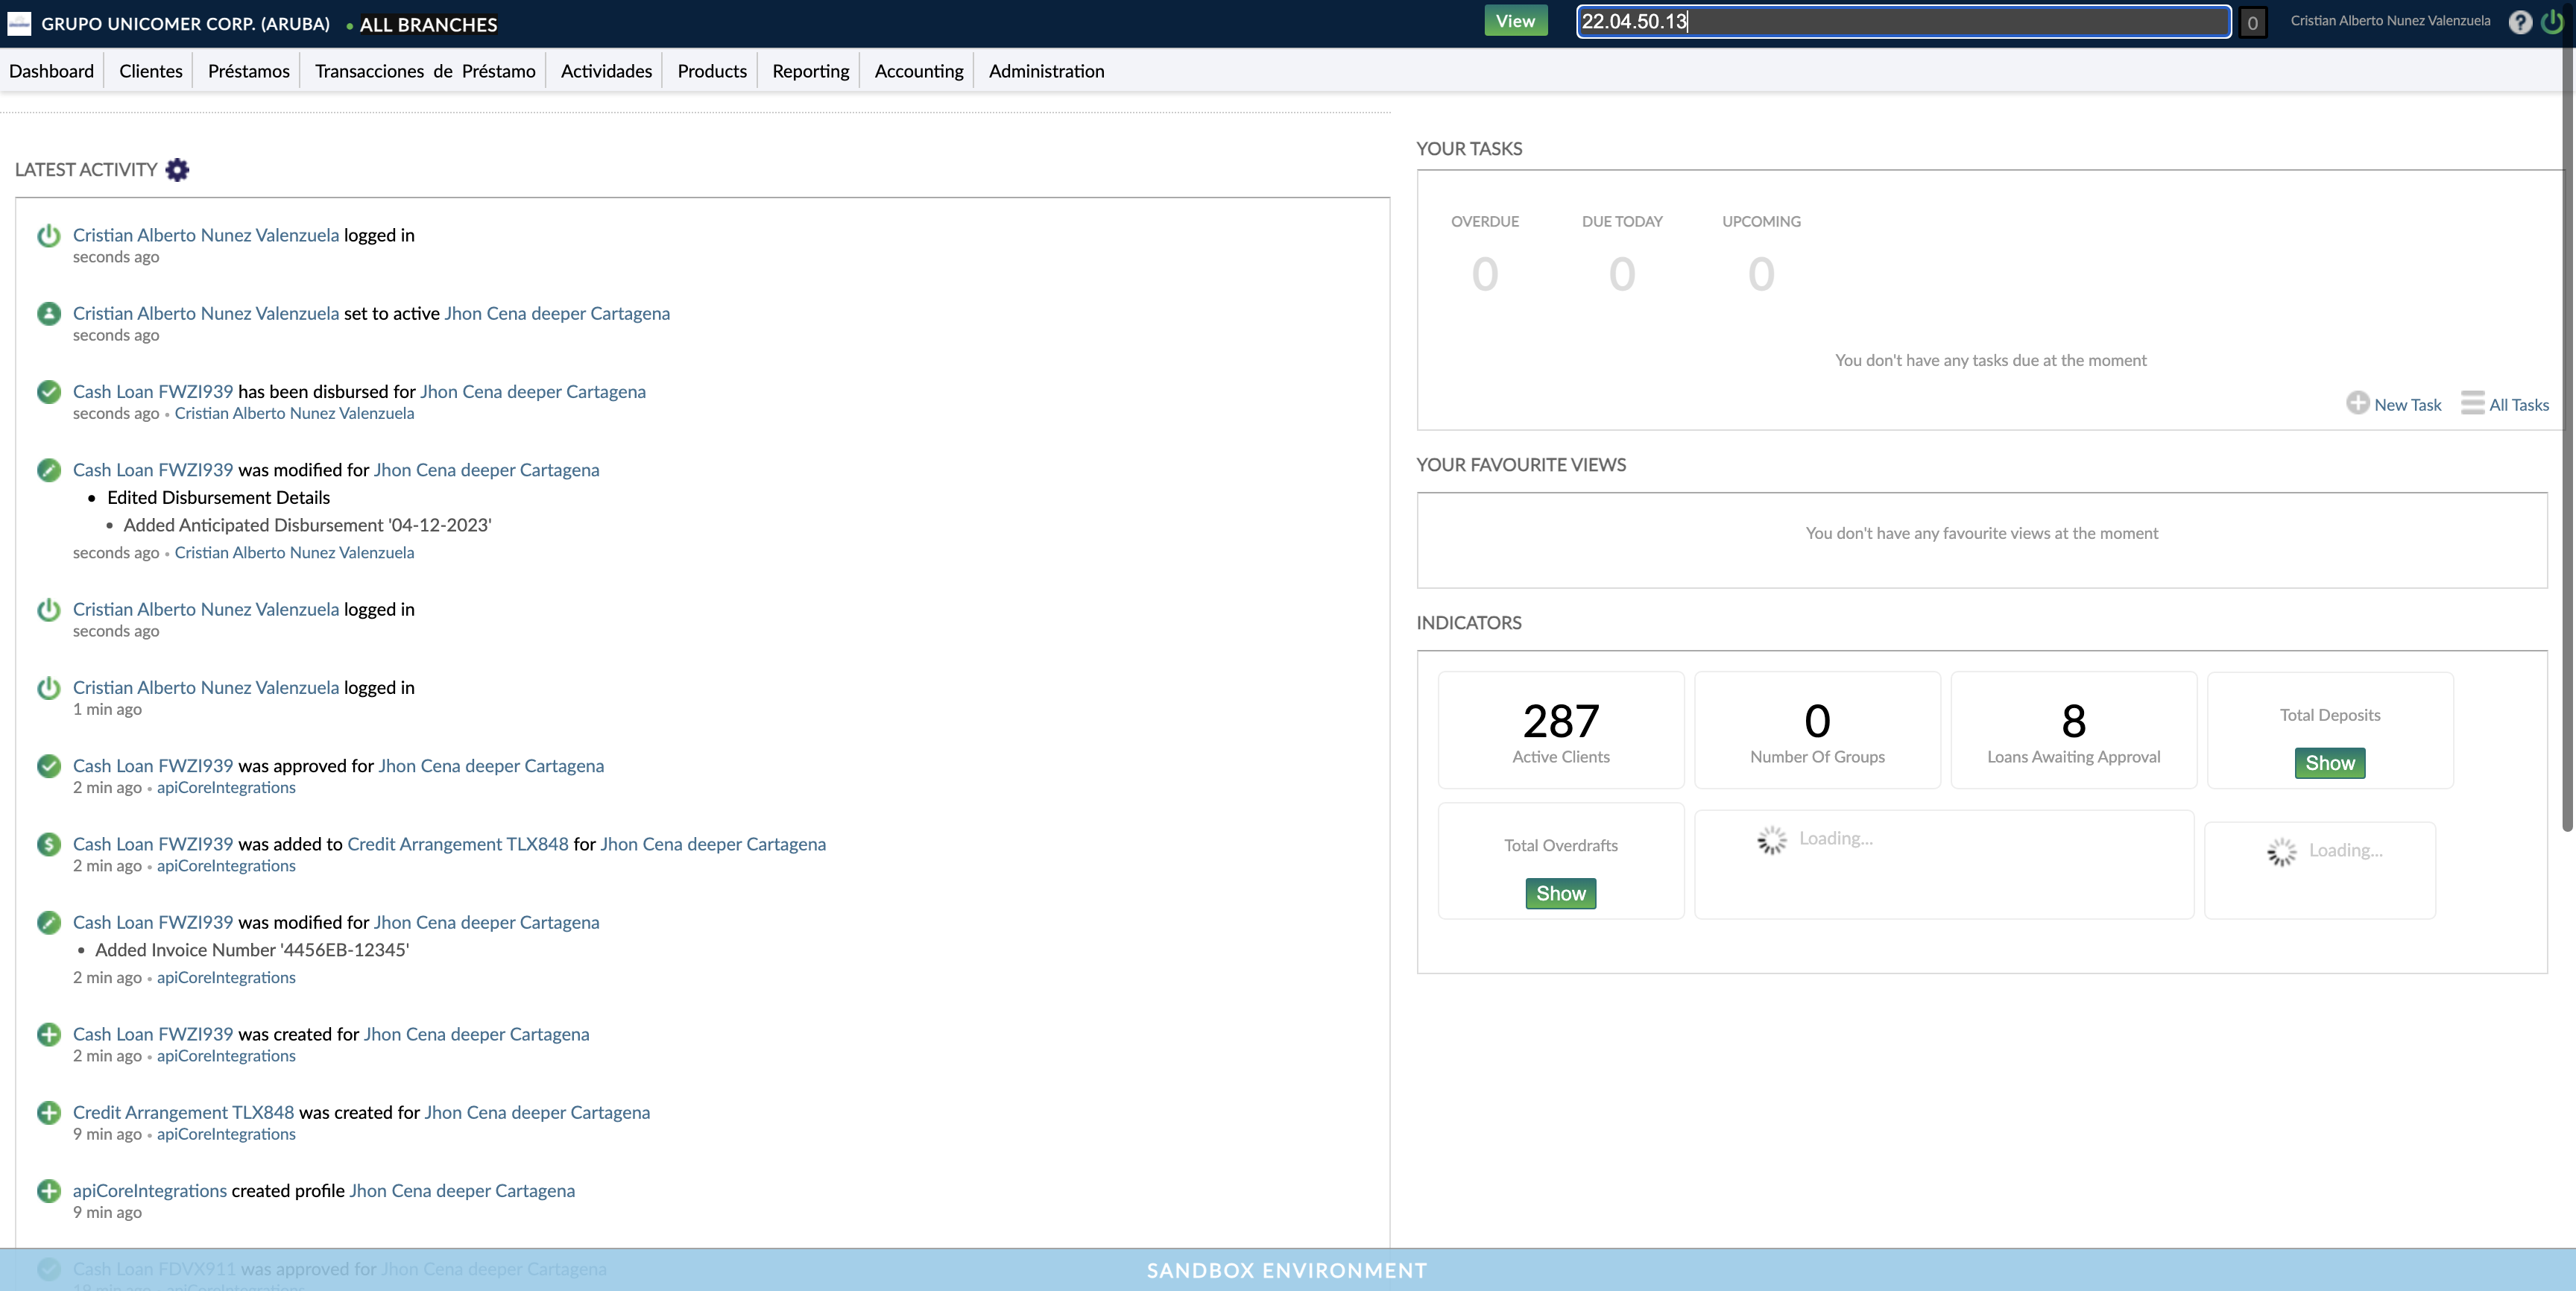 GRUPO UNICOMER CORP. (ARUBA) • ALL BRANCHES
View
22.04.50.13
0
Cristian Alberto Nunez Valenzuela
?
Dashboard
Clientes
Préstamos
Transacciones de Préstamo
Actividades
Products
Reporting
Accounting
Administration
LATEST ACTIVITY
Cristian Alberto Nunez Valenzuela logged in
seconds ago
Cristian Alberto Nunez Valenzuela set to active Jhon Cena deeper Cartagena
seconds ago
Cash Loan FWZI939 has been disbursed for Jhon Cena deeper Cartagena
seconds ago • Cristian Alberto Nunez Valenzuela
Cash Loan FWZI939 was modified for Jhon Cena deeper Cartagena
• Edited Disbursement Details
• Added Anticipated Disbursement '04-12-2023'
seconds ago • Cristian Alberto Nunez Valenzuela
Cristian Alberto Nunez Valenzuela logged in
seconds ago
Cristian Alberto Nunez Valenzuela logged in
1 min ago
Cash Loan FWZI939 was approved for Jhon Cena deeper Cartagena
2 min ago • apiCoreIntegrations
Cash Loan FWZI939 was added to Credit Arrangement TLX848 for Jhon Cena deeper Cartagena
2 min ago • apiCoreIntegrations
Cash Loan FWZI939 was modified for Jhon Cena deeper Cartagena
• Added Invoice Number '4456EB-12345'
2 min ago • apiCoreIntegrations
Cash Loan FWZI939 was created for Jhon Cena deeper Cartagena
2 min ago • apiCoreIntegrations
Credit Arrangement TLX848 was created for Jhon Cena deeper Cartagena
9 min ago • apiCoreIntegrations
apiCoreIntegrations created profile Jhon Cena deeper Cartagena
9 min ago
Cash Loan FDVX911 was approved for Jhon Cena deeper Cartagena
YOUR TASKS
OVERDUE
DUE TODAY
UPCOMING
0
0
0
You don't have any tasks due at the moment
New Task
All Tasks
YOUR FAVOURITE VIEWS
You don't have any favourite views at the moment
INDICATORS
287
Active Clients
0
Number Of Groups
8
Loans Awaiting Approval
Total Deposits
Show
Total Overdrafts
Show
Loading...
Loading...
SANDBOX ENVIRONMENT